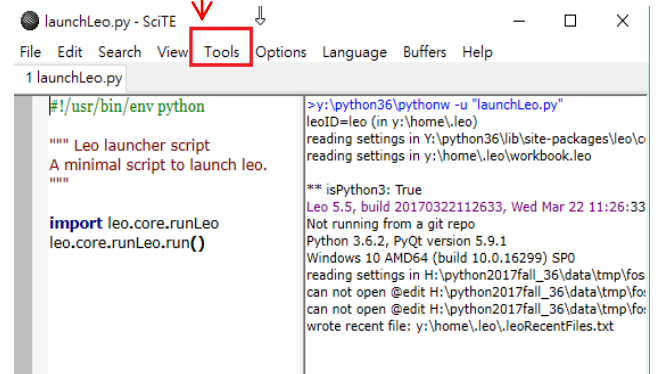 launchLeo.py - SciTE
File Edit Search View Tools Options Language Buffers Help
1 launchLeo.py
#!/usr/bin/env python
""" Leo launcher script
A minimal script to launch leo.
"""
import leo.core.runLeo
leo.core.runLeo.run()
>y:\python36\pythonw -u "launchLeo.py"
leoID=leo (in y:\home\.leo)
reading settings in Y:\python36\lib\site-packages\leo\c
reading settings in y:\home\.leo\workbook.leo
** isPython3: True
Leo 5.5, build 20170322112633, Wed Mar 22 11:26:33
Not running from a git repo
Python 3.6.2, PyQt version 5.9.1
Windows 10 AMD64 (build 10.0.16299) SP0
reading settings in H:\python2017fall_36\data\tmp\fos
can not open @edit H:\python2017fall_36\data\tmp\fo
can not open @edit H:\python2017fall_36\data\tmp\fo
wrote recent file: y:\home\.leo\.leoRecentFiles.txt